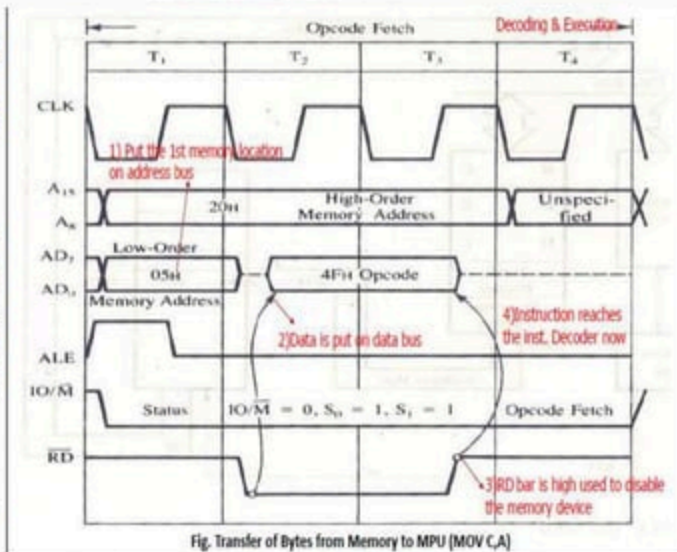 Opcode Fetch Decoding & Execution
T₁ T₂ T₃ T₄
CLK
1) Put the 1st memory location
on address bus
A₁₅ 20H High-Order Unspeci-
A₈ Memory Address fied
AD₇ Low-Order
05H 4FH Opcode
AD₀ Memory Address
4)Instruction reaches
the inst. Decoder now
2)Data is put on data bus
ALE
IO/M̅ Status IO/M̅ = 0, S₀ = 1, S₁ = 1 Opcode Fetch
R̅D̅
3)RD bar is high used to disable
the memory device
Fig. Transfer of Bytes from Memory to MPU (MOV C,A)